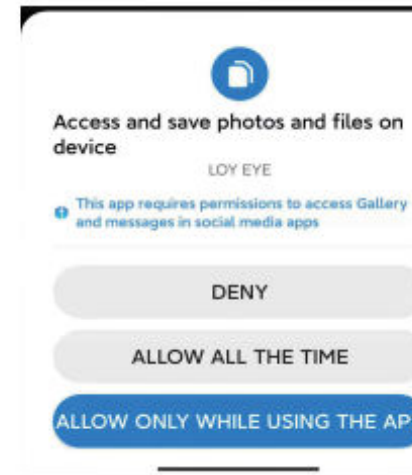 Access and save photos and files on
device
LOY EYE
This app requires permissions to access Gallery
and messages in social media apps
DENY
ALLOW ALL THE TIME
ALLOW ONLY WHILE USING THE AP